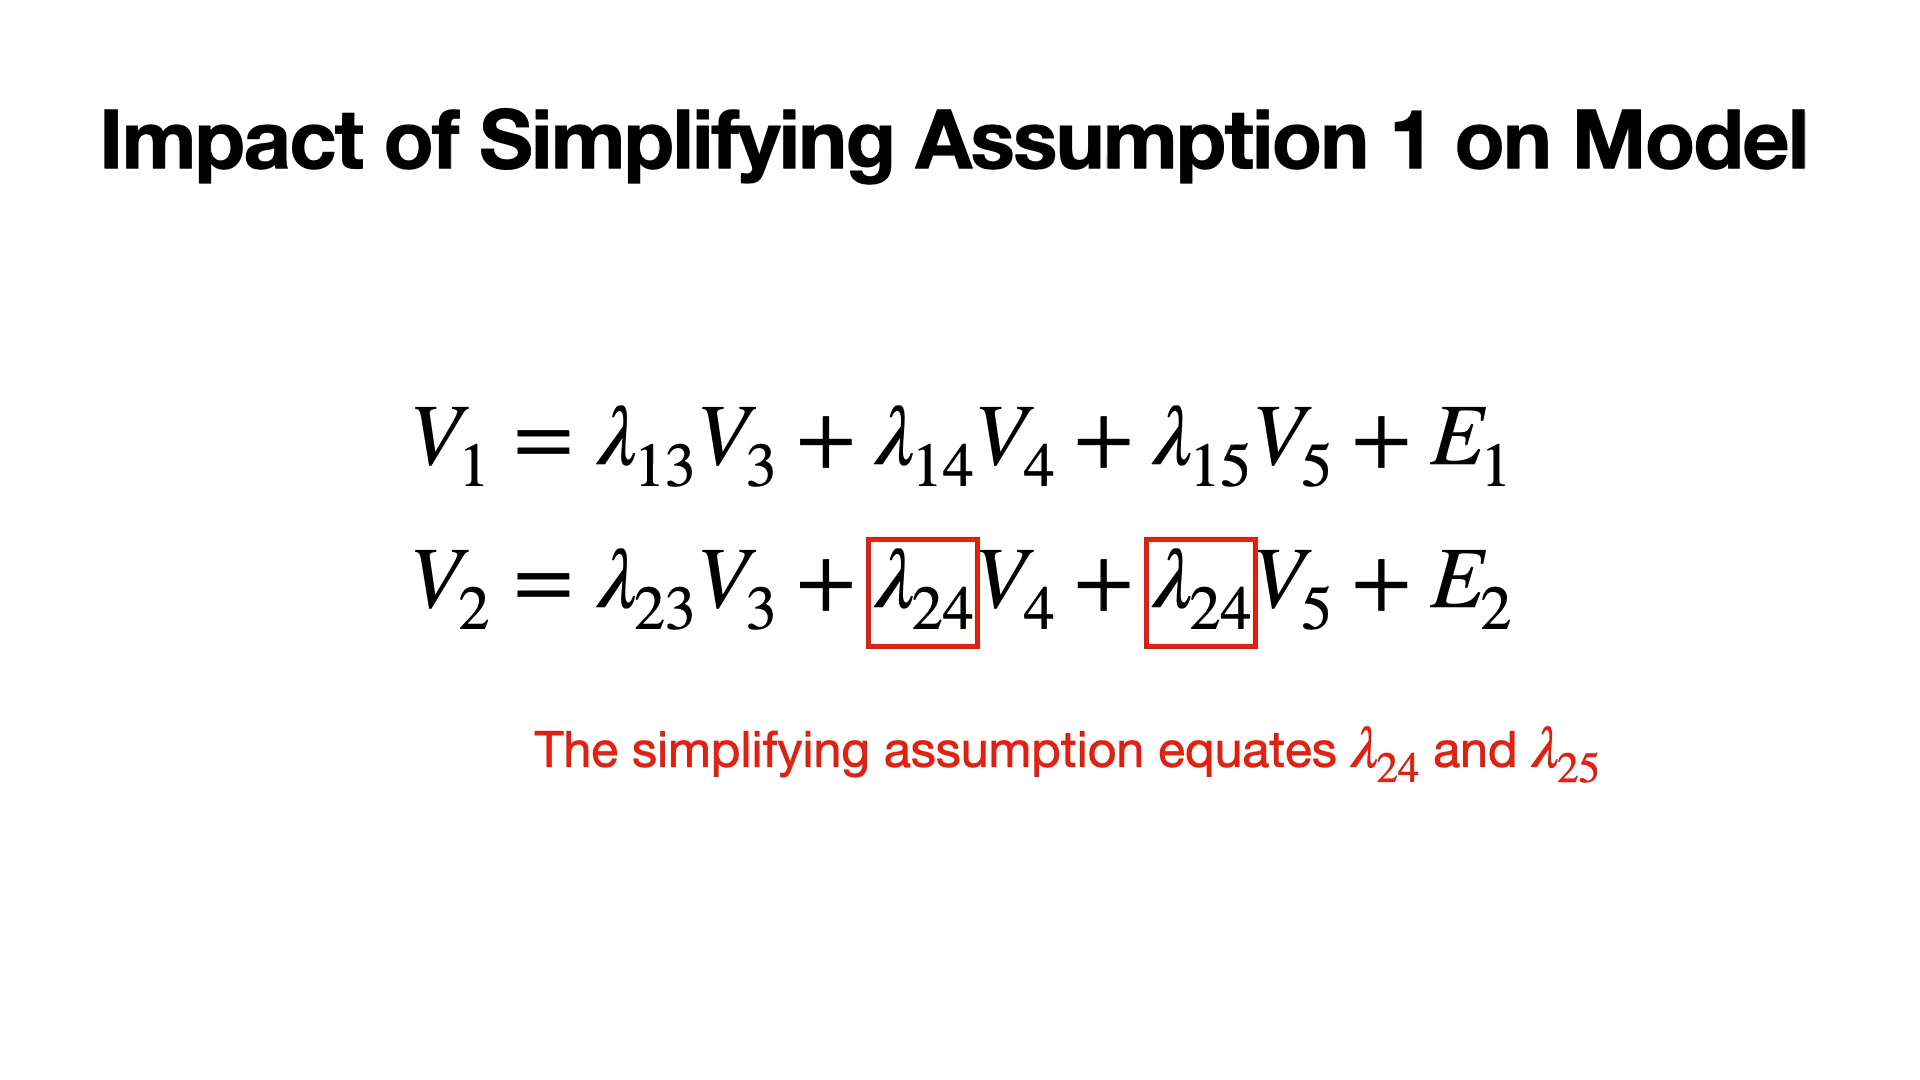 Impact of Simplifying Assumption 1 on Model
V₁ = λ₁₃V₃ + λ₁₄V₄ + λ₁₅V₅ + E₁
V₂ = λ₂₃V₃ + λ₂₄V₄ + λ₂₄V₅ + E₂
The simplifying assumption equates λ₂₄ and λ₂₅